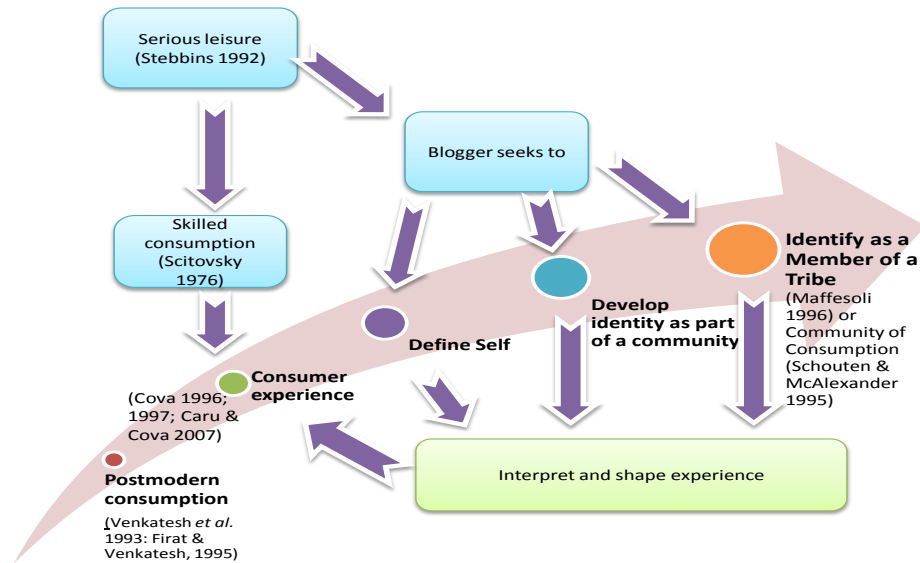 Serious leisure
(Stebbins 1992)
Blogger seeks to
Skilled
consumption
(Scitovsky
1976)
Identify as a
Member of a
Tribe
(Maffesoli
1996) or
Community of
Consumption
(Schouten &
McAlexander
1995)
Develop
identity as part
of a community
Define Self
Consumer
experience
(Cova 1996;
1997; Caru &
Cova 2007)
Interpret and shape experience
Postmodern
consumption
(Venkatesh et al.
1993: Firat &
Venkatesh, 1995)